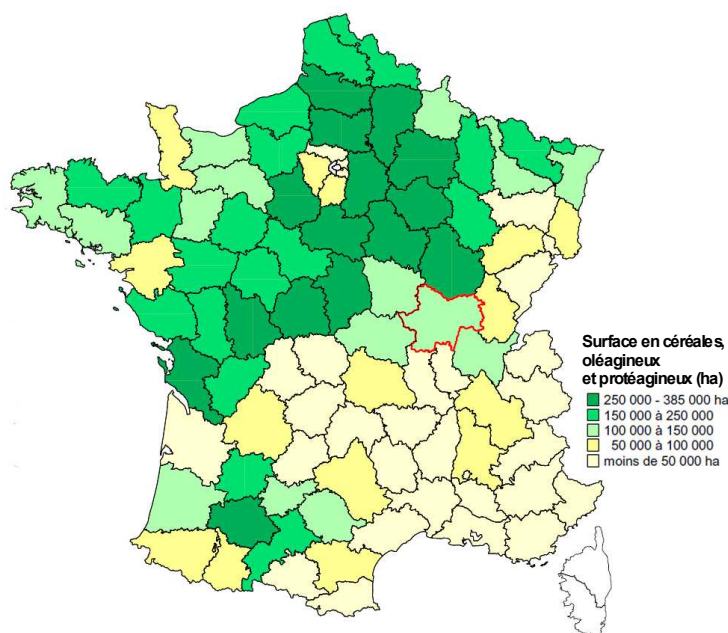 Surface en céréales,
oléagineux
et protéagineux (ha)
250 000 - 385 000 ha
150 000 à 250 000
100 000 à 150 000
50 000 à 100 000
moins de 50 000 ha